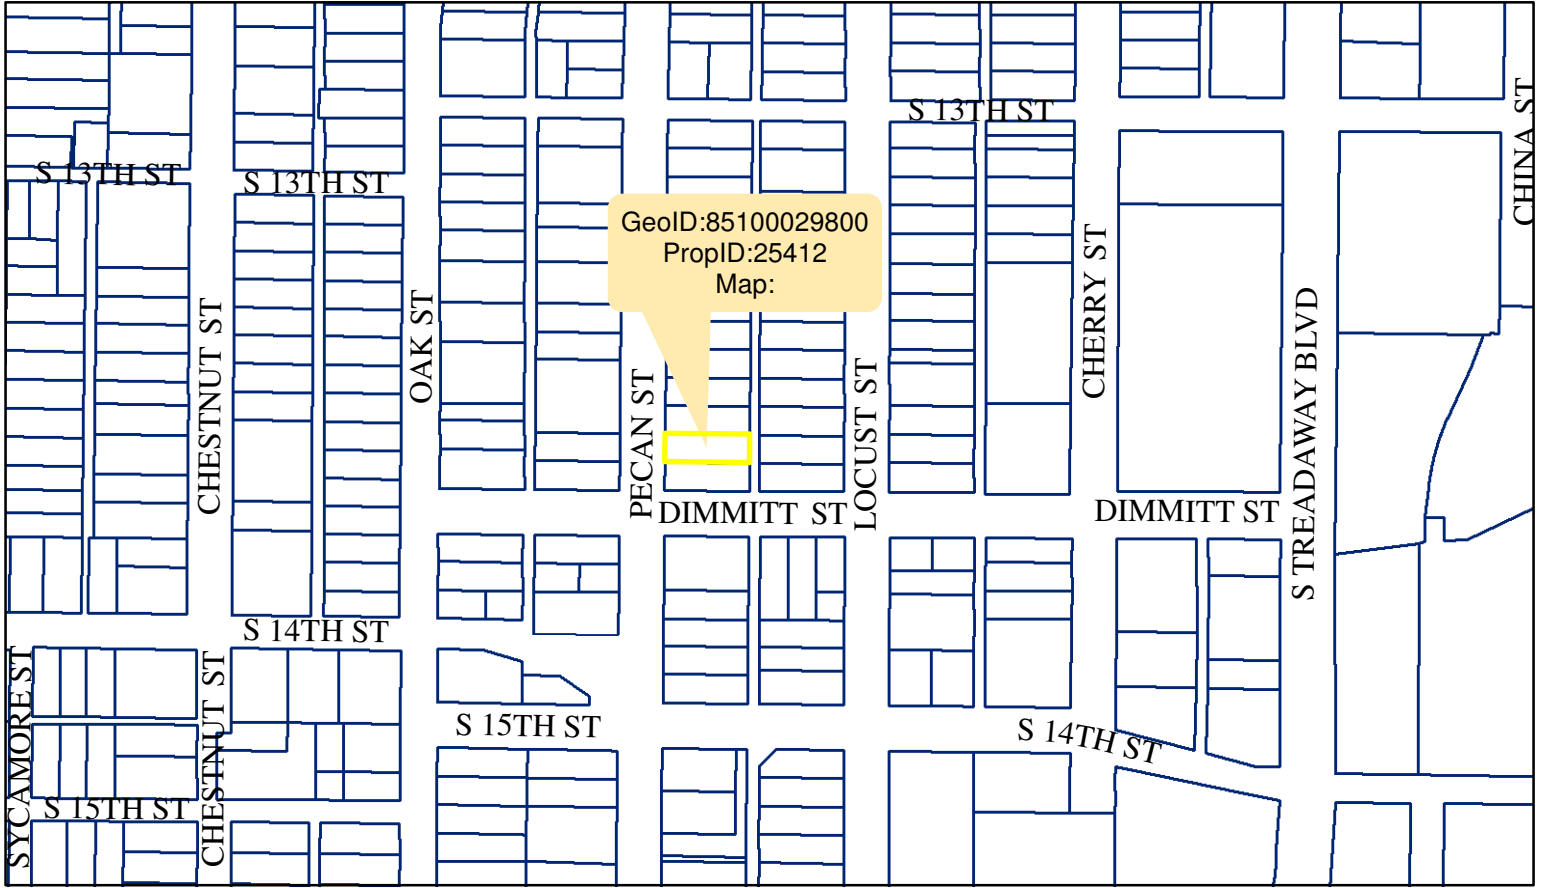 S 13TH ST
CHINA ST
S 13TH ST
S 13TH ST
GeoID:85100029800
PropID:25412
Map:
CHESTNUT ST
OAK ST
PECAN ST
LOCUST ST
CHERRY ST
S TREADAWAY BLVD
DIMMITT ST
DIMMITT ST
S 14TH ST
SYCAMORE ST
CHESTNUT ST
S 15TH ST
S 14TH ST
S 15TH ST